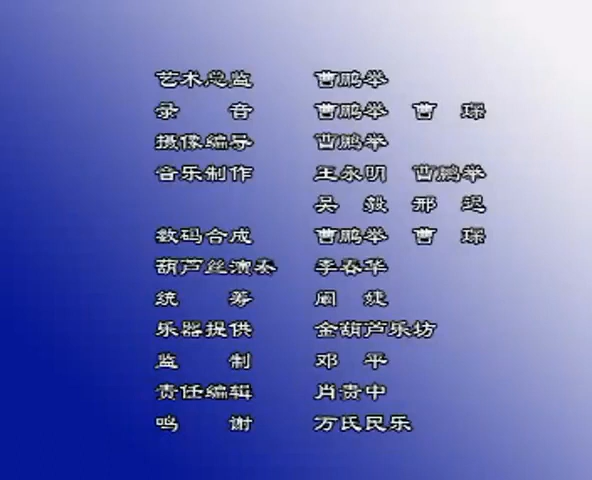 艺术总监 曹鹏举
录 音 曹鹏举 曹 琛
摄像编导 曹鹏举
音乐制作 王永明 曹鹏举
吴 毅 邢 迟
数码合成 曹鹏举 曹 琛
葫芦丝演奏 李春华
统 筹 阚 婕
乐器提供 金葫芦乐坊
监 制 邓 平
责任编辑 肖贵中
鸣 谢 万氏民乐